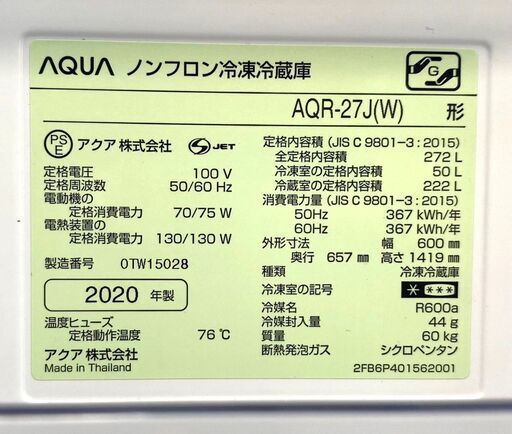 AQUA ノンフロン冷凍冷蔵庫
G
AQR-27J(W) 形
PS E アクア株式会社 S JET
定格電圧 100 V
定格周波数 50/60 Hz
電動機の
定格消費電力 70/75 W
電熱装置の
定格消費電力 130/130 W
製造番号 0TW15028
2020 年製
温度ヒューズ
定格動作温度 76℃
アクア株式会社
Made in Thailand
定格内容積 (JIS C 9801-3 : 2015)
全定格内容積 272 L
冷凍室の定格内容積 50 L
冷蔵室の定格内容積 222 L
消費電力量 (JIS C 9801-3 : 2015)
50Hz 367 kWh/年
60Hz 367 kWh/年
外形寸法 幅 600 mm
奥行 657 mm 高さ 1419 mm
種類 冷凍冷蔵庫
冷凍室の記号 * ***
冷媒名 R600a
冷媒封入量 44 g
質量 60 kg
断熱発泡ガス シクロペンタン
2FB6P401562001